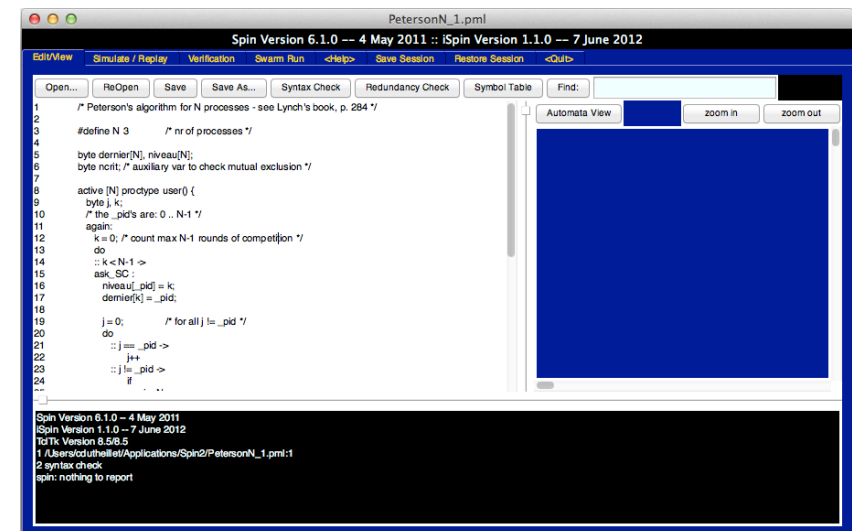 PetersonN_1.pml
Spin Version 6.1.0 -- 4 May 2011 :: iSpin Version 1.1.0 -- 7 June 2012
Edit/View Simulate / Replay Verification Swarm Run <Help> Save Session Restore Session <Quit>
Open... ReOpen Save Save As... Syntax Check Redundancy Check Symbol Table Find:
Automata View zoom in zoom out
1 /* Peterson's algorithm for N processes - see Lynch's book, p. 284 */
2
3 #define N 3 /* nr of processes */
4
5 byte dernier[N], niveau[N];
6 byte ncrit; /* auxiliary var to check mutual exclusion */
7
8 active [N] proctype user() {
9 byte j, k;
10 /* the _pid's are: 0 .. N-1 */
11 again:
12 k = 0; /* count max N-1 rounds of competition */
13 do
14 :: k < N-1 ->
15 ask_SC :
16 niveau[_pid] = k;
17 dernier[k] = _pid;
18
19 j = 0; /* for all j != _pid */
20 do
21 :: j == _pid ->
22 j++
23 :: j != _pid ->
24 if
Spin Version 6.1.0 -- 4 May 2011
iSpin Version 1.1.0 -- 7 June 2012
TclTk Version 8.5/8.5
1 /Users/cdutheillet/Applications/Spin2/PetersonN_1.pml:1
2 syntax check
spin: nothing to report